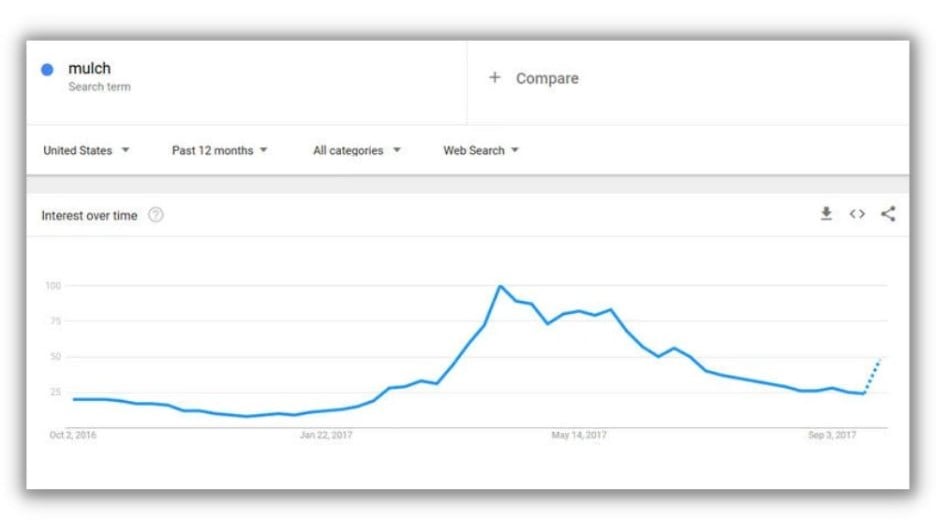 mulch
Search term
+ Compare
United States
Past 12 months
All categories
Web Search
Interest over time ?
100
75
50
25
Oct 2, 2016
Jan 22, 2017
May 14, 2017
Sep 3, 2017